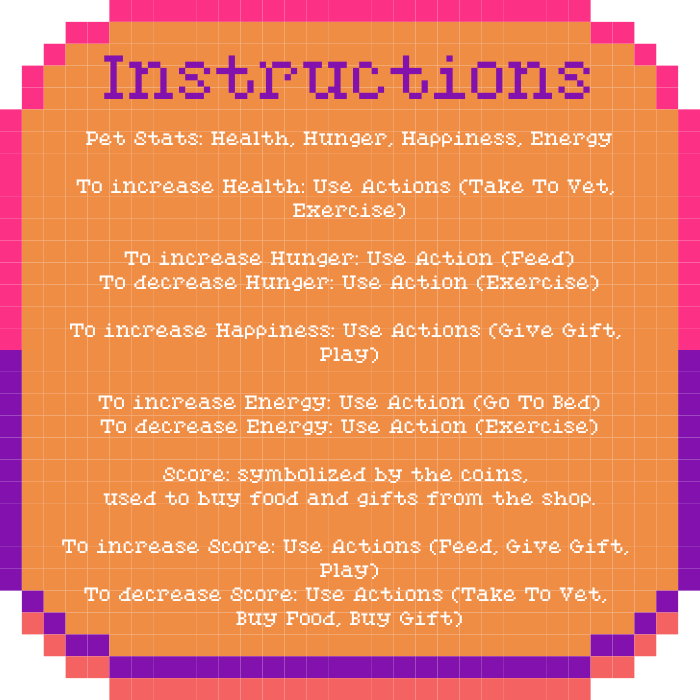 Instructions
Pet Stats: Health, Hunger, Happiness, Energy
To increase Health: Use Actions (Take To Vet,
Exercise)
To increase Hunger: Use Action (Feed)
To decrease Hunger: Use Action (Exercise)
To increase Happiness: Use Actions (Give Gift,
Play)
To increase Energy: Use Action (Go To Bed)
To decrease Energy: Use Action (Exercise)
Score: symbolized by the coins,
used to buy food and gifts from the shop.
To increase Score: Use Actions (Feed, Give Gift,
Play)
To decrease Score: Use Actions (Take To Vet,
Buy Food, Buy Gift)